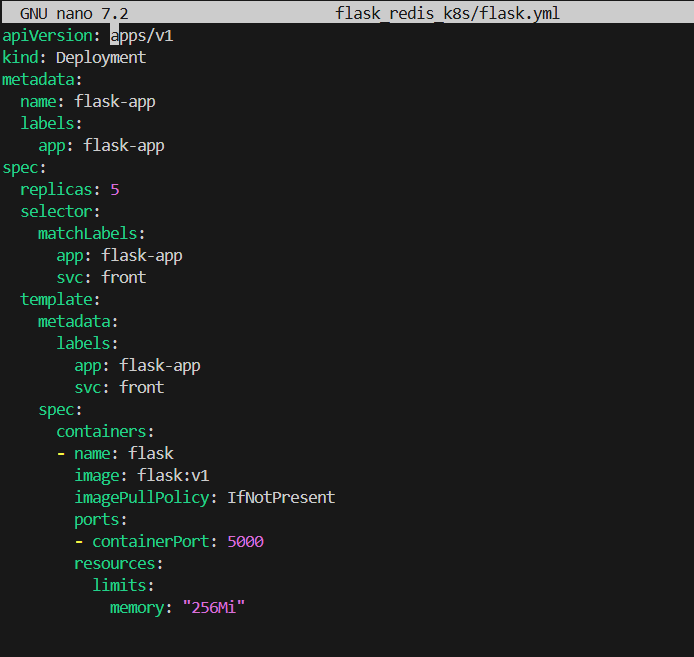 GNU nano 7.2 flask_redis_k8s/flask.yml
apiVersion: apps/v1
kind: Deployment
metadata:
  name: flask-app
  labels:
    app: flask-app
spec:
  replicas: 5
  selector:
    matchLabels:
      app: flask-app
      svc: front
  template:
    metadata:
      labels:
        app: flask-app
        svc: front
    spec:
      containers:
      - name: flask
        image: flask:v1
        imagePullPolicy: IfNotPresent
        ports:
        - containerPort: 5000
        resources:
          limits:
            memory: "256Mi"